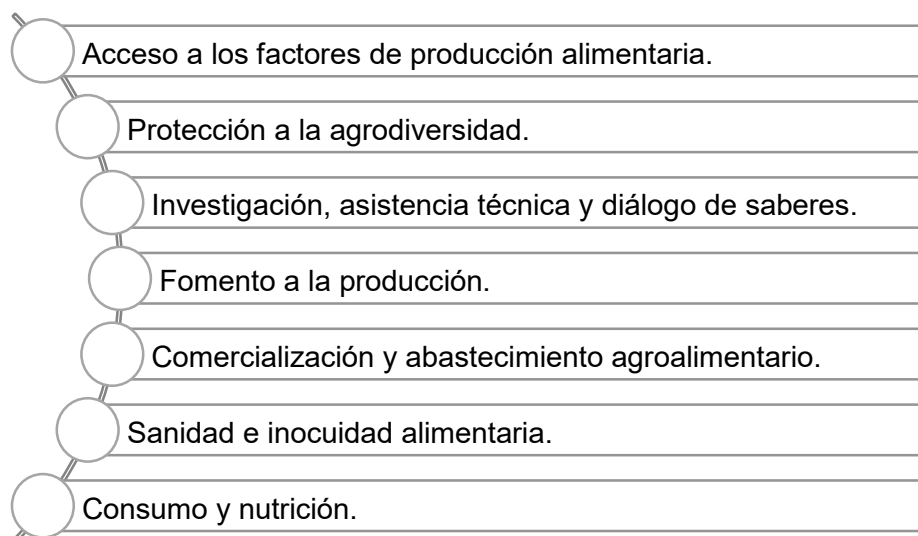 Acceso a los factores de producción alimentaria.
Protección a la agrodiversidad.
Investigación, asistencia técnica y diálogo de saberes.
Fomento a la producción.
Comercialización y abastecimiento agroalimentario.
Sanidad e inocuidad alimentaria.
Consumo y nutrición.